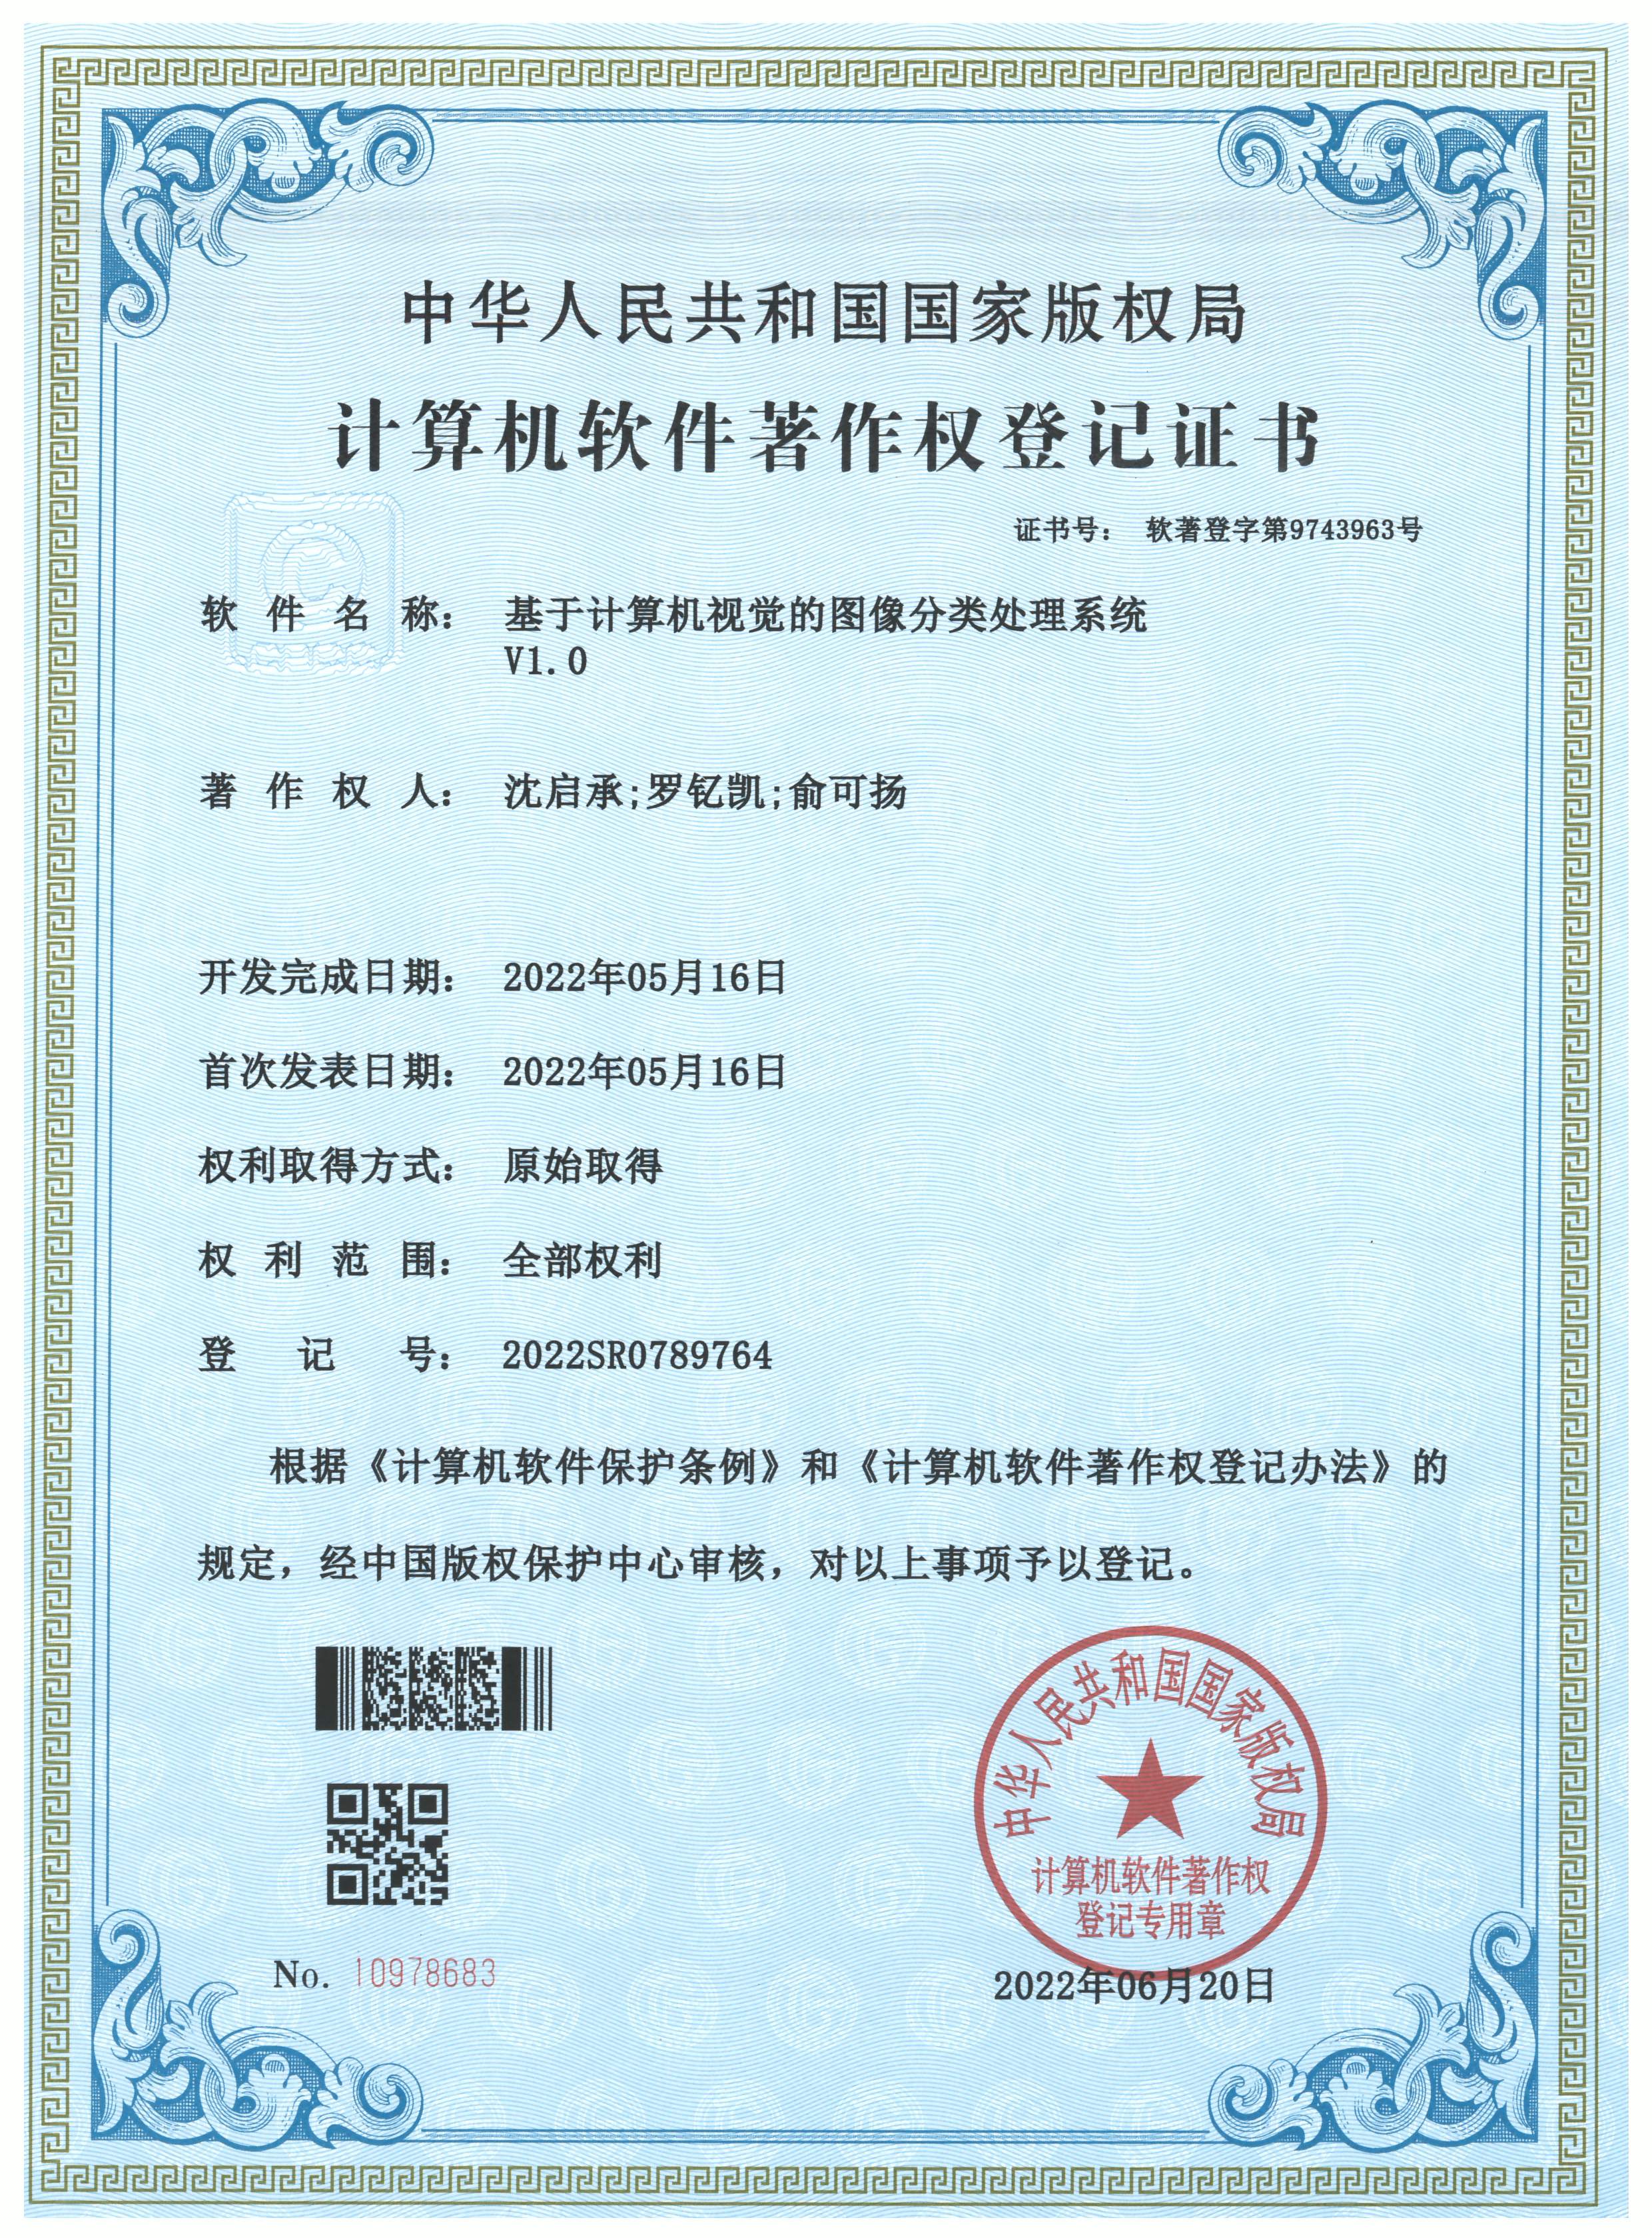 中华人民共和国国家版权局
计算机软件著作权登记证书
证书号： 软著登字第9743963号
软件名称： 基于计算机视觉的图像分类处理系统
V1.0
著作权人： 沈启承;罗钇凯;俞可扬
开发完成日期： 2022年05月16日
首次发表日期： 2022年05月16日
权利取得方式： 原始取得
权利范围： 全部权利
登记号： 2022SR0789764
根据《计算机软件保护条例》和《计算机软件著作权登记办法》的
规定，经中国版权保护中心审核，对以上事项予以登记。
中华人民共和国国家版权局
计算机软件著作权
登记专用章
No. 10978683
2022年06月20日